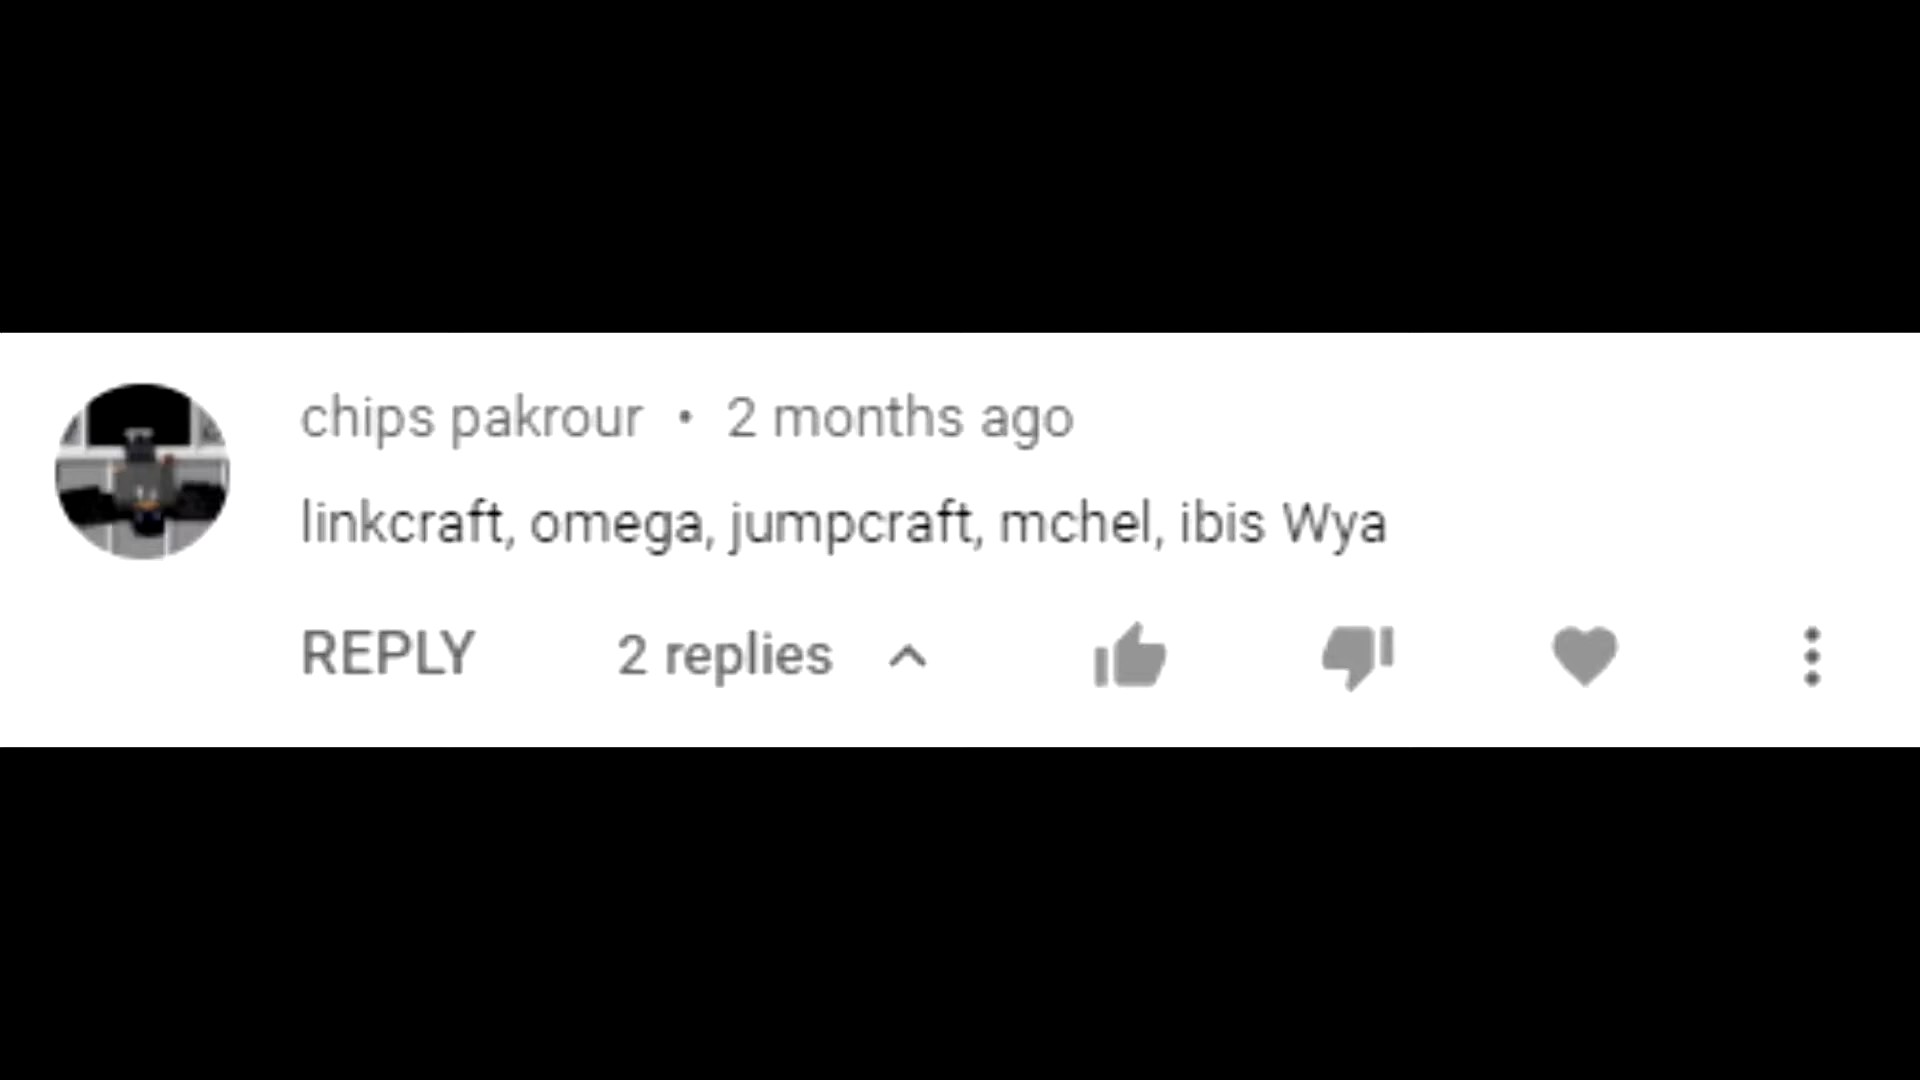 chips pakrour • 2 months ago
linkcraft, omega, jumpcraft, mchel, ibis Wya
REPLY 2 replies